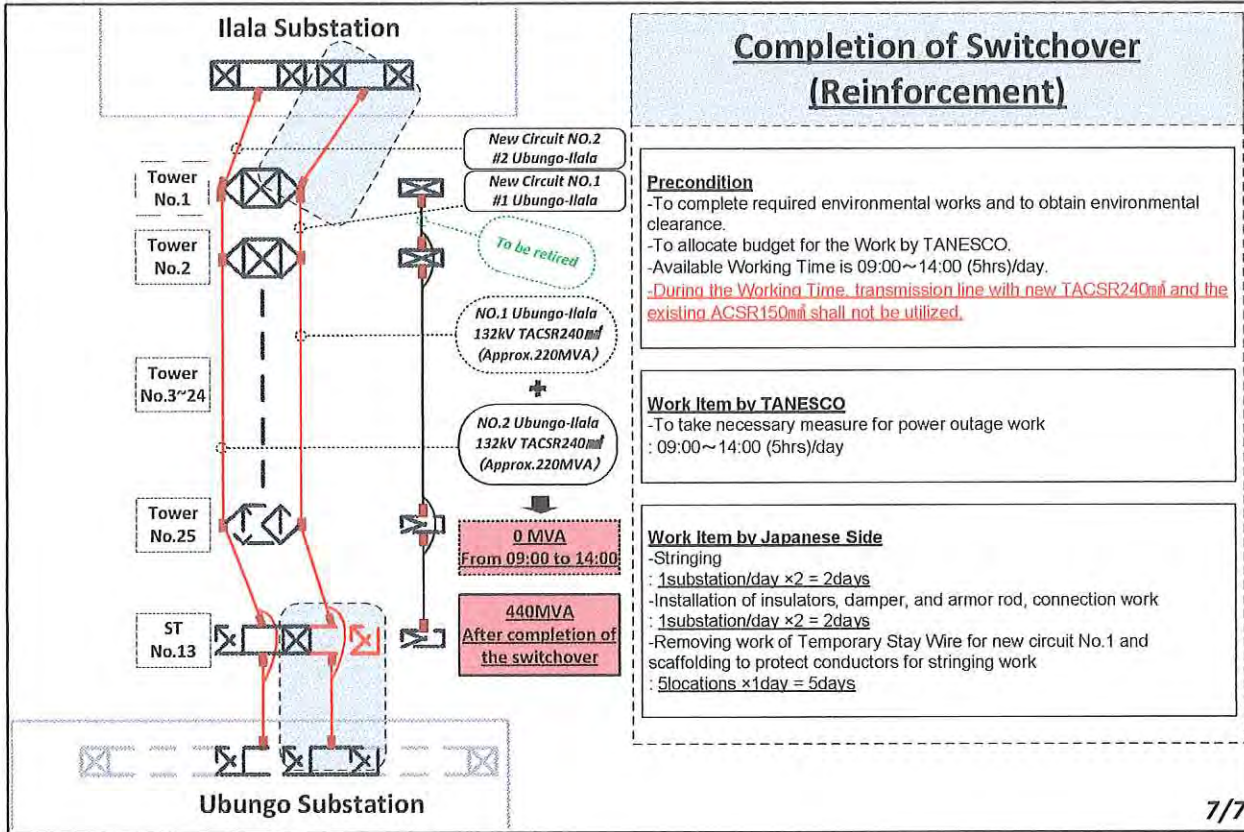 Ilala Substation
New Circuit NO.2
#2 Ubungo-Ilala
New Circuit NO.1
#1 Ubungo-Ilala
Tower
No.1
To be retired
Tower
No.2
NO.1 Ubungo-Ilala
132kV TACSR240㎟
(Approx.220MVA)
Tower
No.3~24
+
NO.2 Ubungo-Ilala
132kV TACSR240㎟
(Approx.220MVA)
Tower
No.25
0 MVA
From 09:00 to 14:00
ST
No.13
440MVA
After completion of
the switchover
Ubungo Substation
Completion of Switchover
(Reinforcement)
Precondition
-To complete required environmental works and to obtain environmental
clearance.
-To allocate budget for the Work by TANESCO.
-Available Working Time is 09:00～14:00 (5hrs)/day.
-During the Working Time, transmission line with new TACSR240㎟ and the
existing ACSR150㎟ shall not be utilized.
Work Item by TANESCO
-To take necessary measure for power outage work
: 09:00～14:00 (5hrs)/day
Work Item by Japanese Side
-Stringing
: 1substation/day ×2 = 2days
-Installation of insulators, damper, and armor rod, connection work
: 1substation/day ×2 = 2days
-Removing work of Temporary Stay Wire for new circuit No.1 and
scaffolding to protect conductors for stringing work
: 5locations ×1day = 5days
7/7